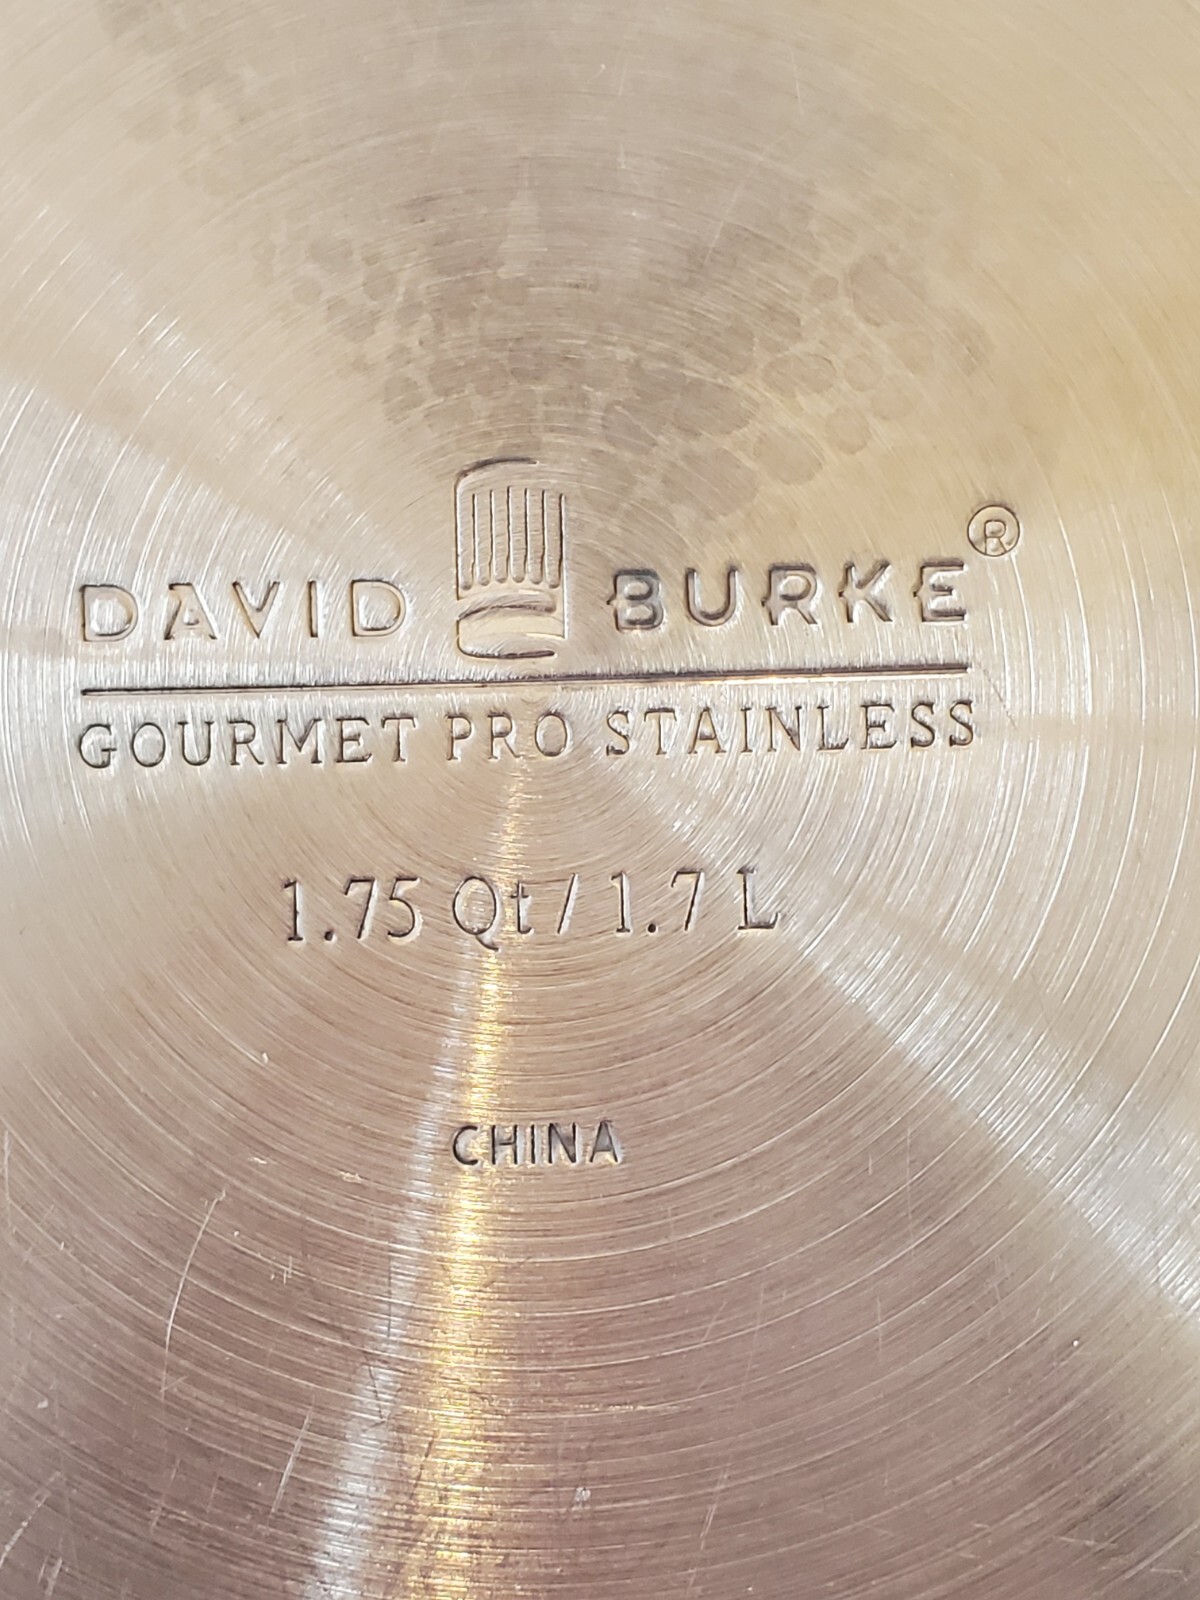 DAVID BURKE®
GOURMET PRO STAINLESS
1.75 Qt / 1.7 L
CHINA